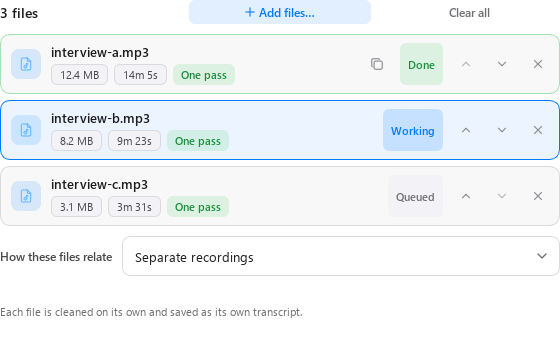 3 files
+ Add files...
Clear all
interview-a.mp3
12.4 MB 14m 5s One pass
Done
interview-b.mp3
8.2 MB 9m 23s One pass
Working
interview-c.mp3
3.1 MB 3m 31s One pass
Queued
How these files relate
Separate recordings
Each file is cleaned on its own and saved as its own transcript.